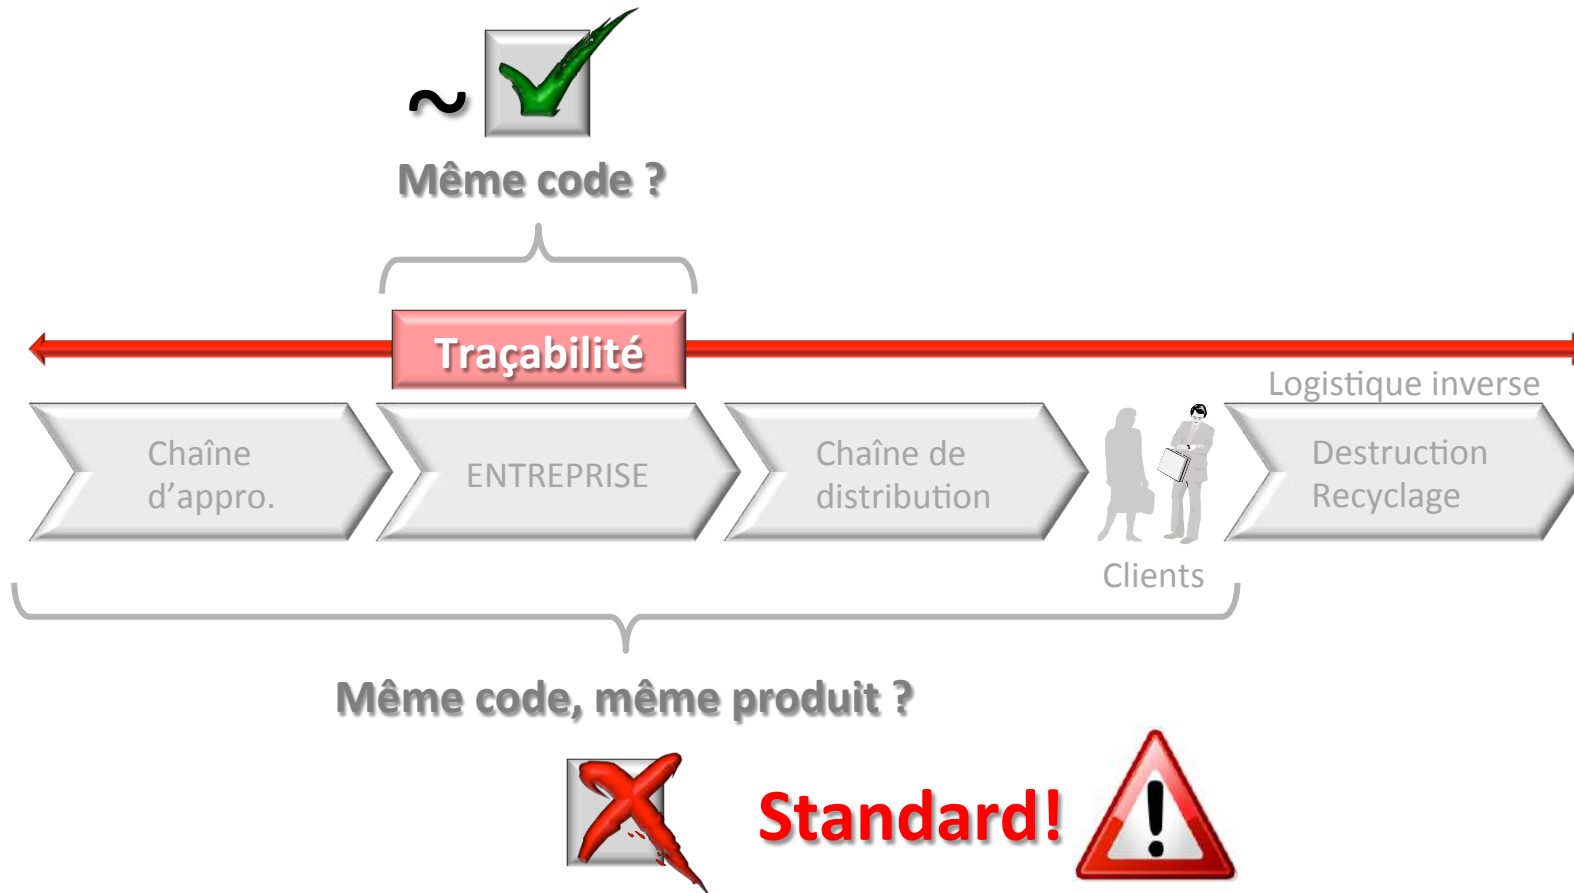 ~
Même code ?
Traçabilité
Logistique inverse
Chaîne
d’appro.
ENTREPRISE
Chaîne de
distribution
Destruction
Recyclage
Clients
Même code, même produit ?
Standard!